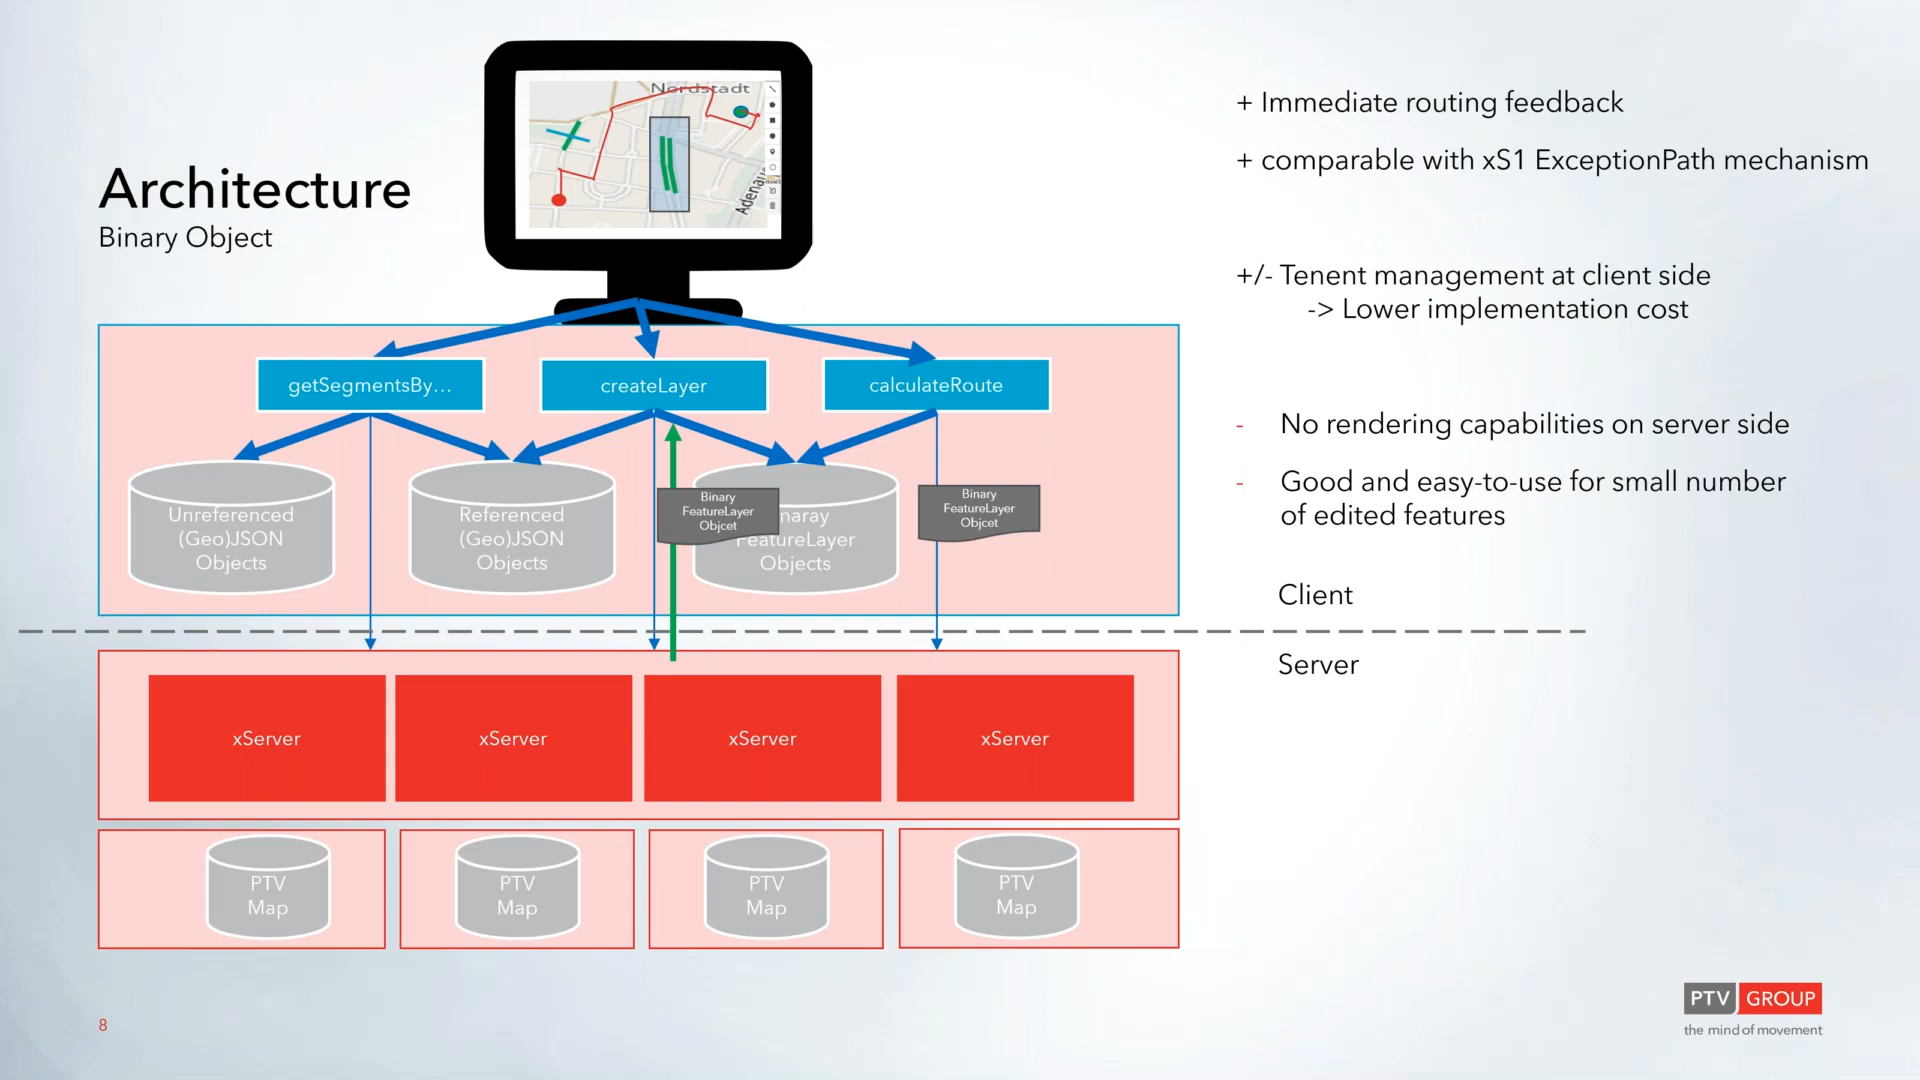 Architecture
Binary Object
Nordstadt
Adenau
+ Immediate routing feedback
+ comparable with xS1 ExceptionPath mechanism
+/- Tenent management at client side
-> Lower implementation cost
- No rendering capabilities on server side
- Good and easy-to-use for small number
of edited features
getSegmentsBy...
createLayer
calculateRoute
Unreferenced
(Geo)JSON
Objects
Referenced
(Geo)JSON
Objects
Binary
FeatureLayer
Objcet
naray
FeatureLayer
Objects
Binary
FeatureLayer
Objcet
Client
Server
xServer
xServer
xServer
xServer
PTV
Map
PTV
Map
PTV
Map
PTV
Map
8
PTV GROUP
the mind of movement